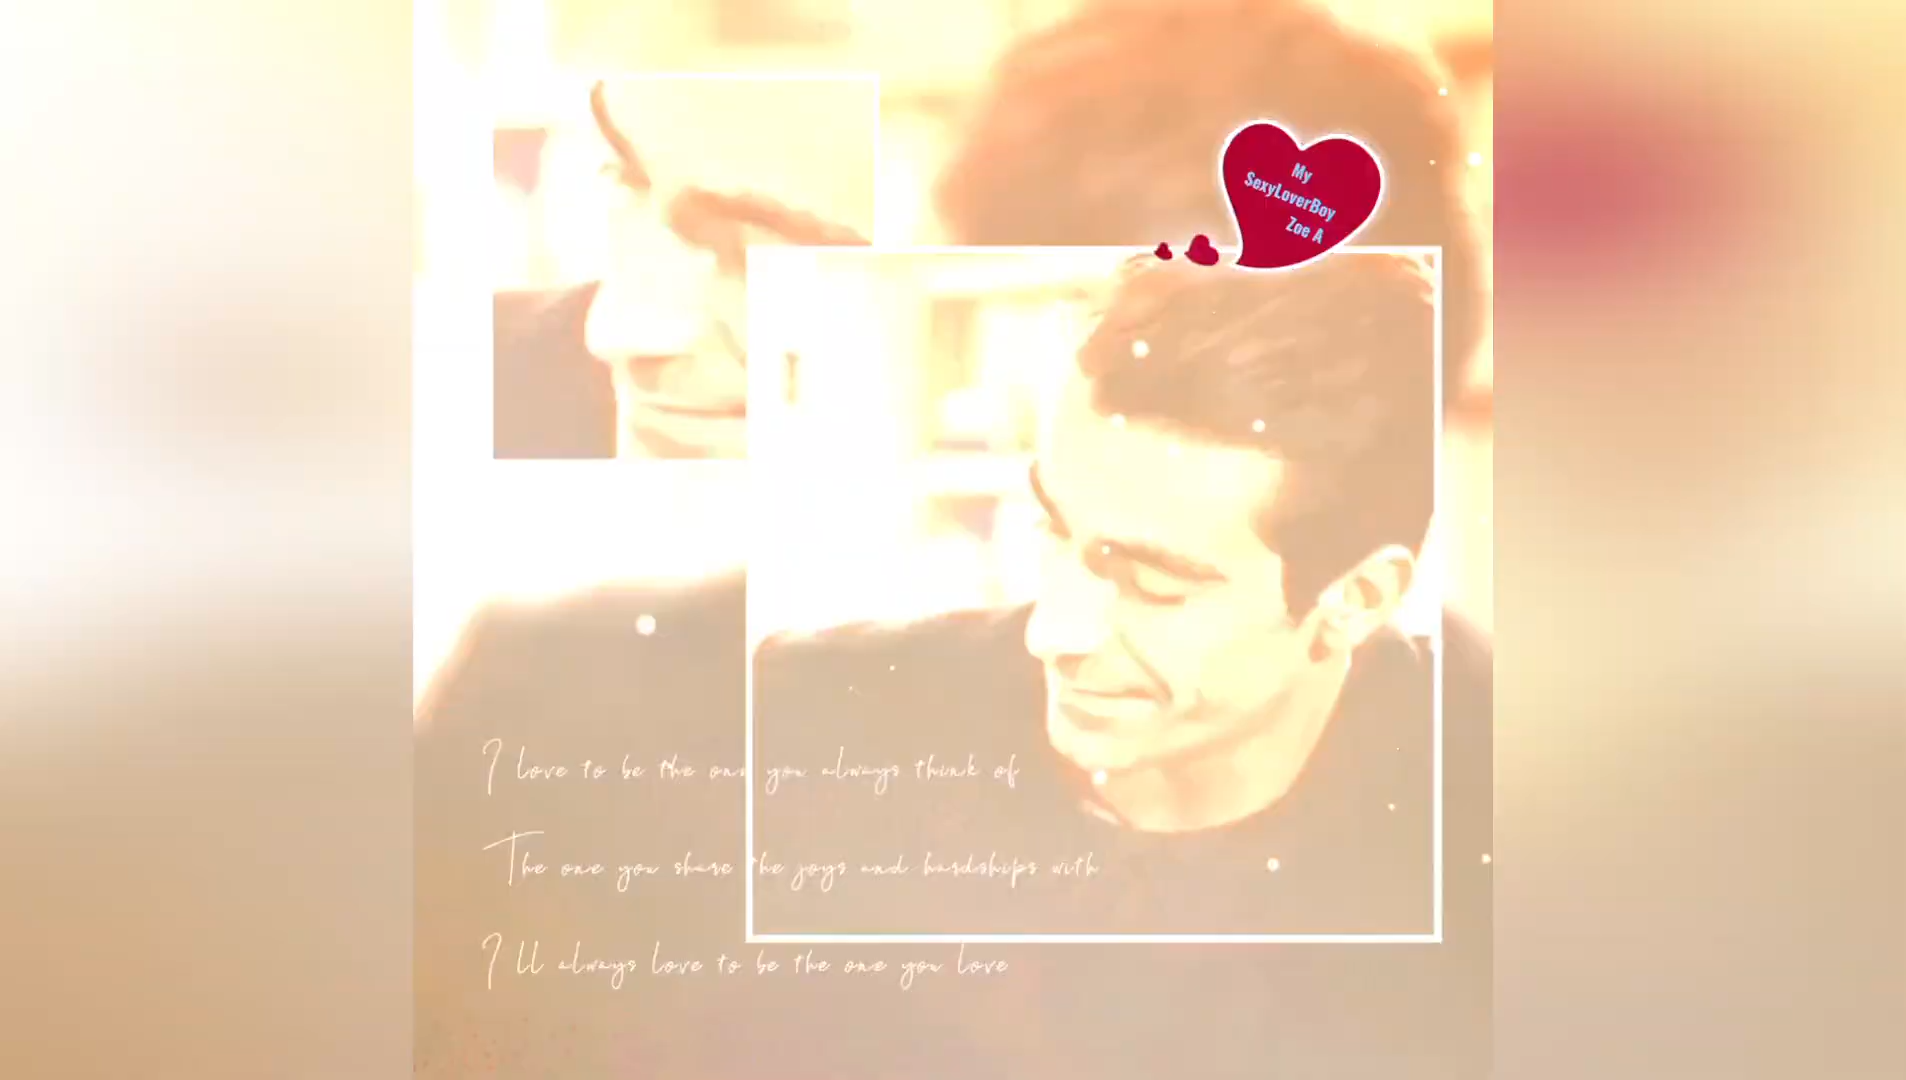 My
SexyLoverBoy
Zoe A
I love to be the one you always think of
The one you share the joys and hardships with
I'll always love to be the one you love